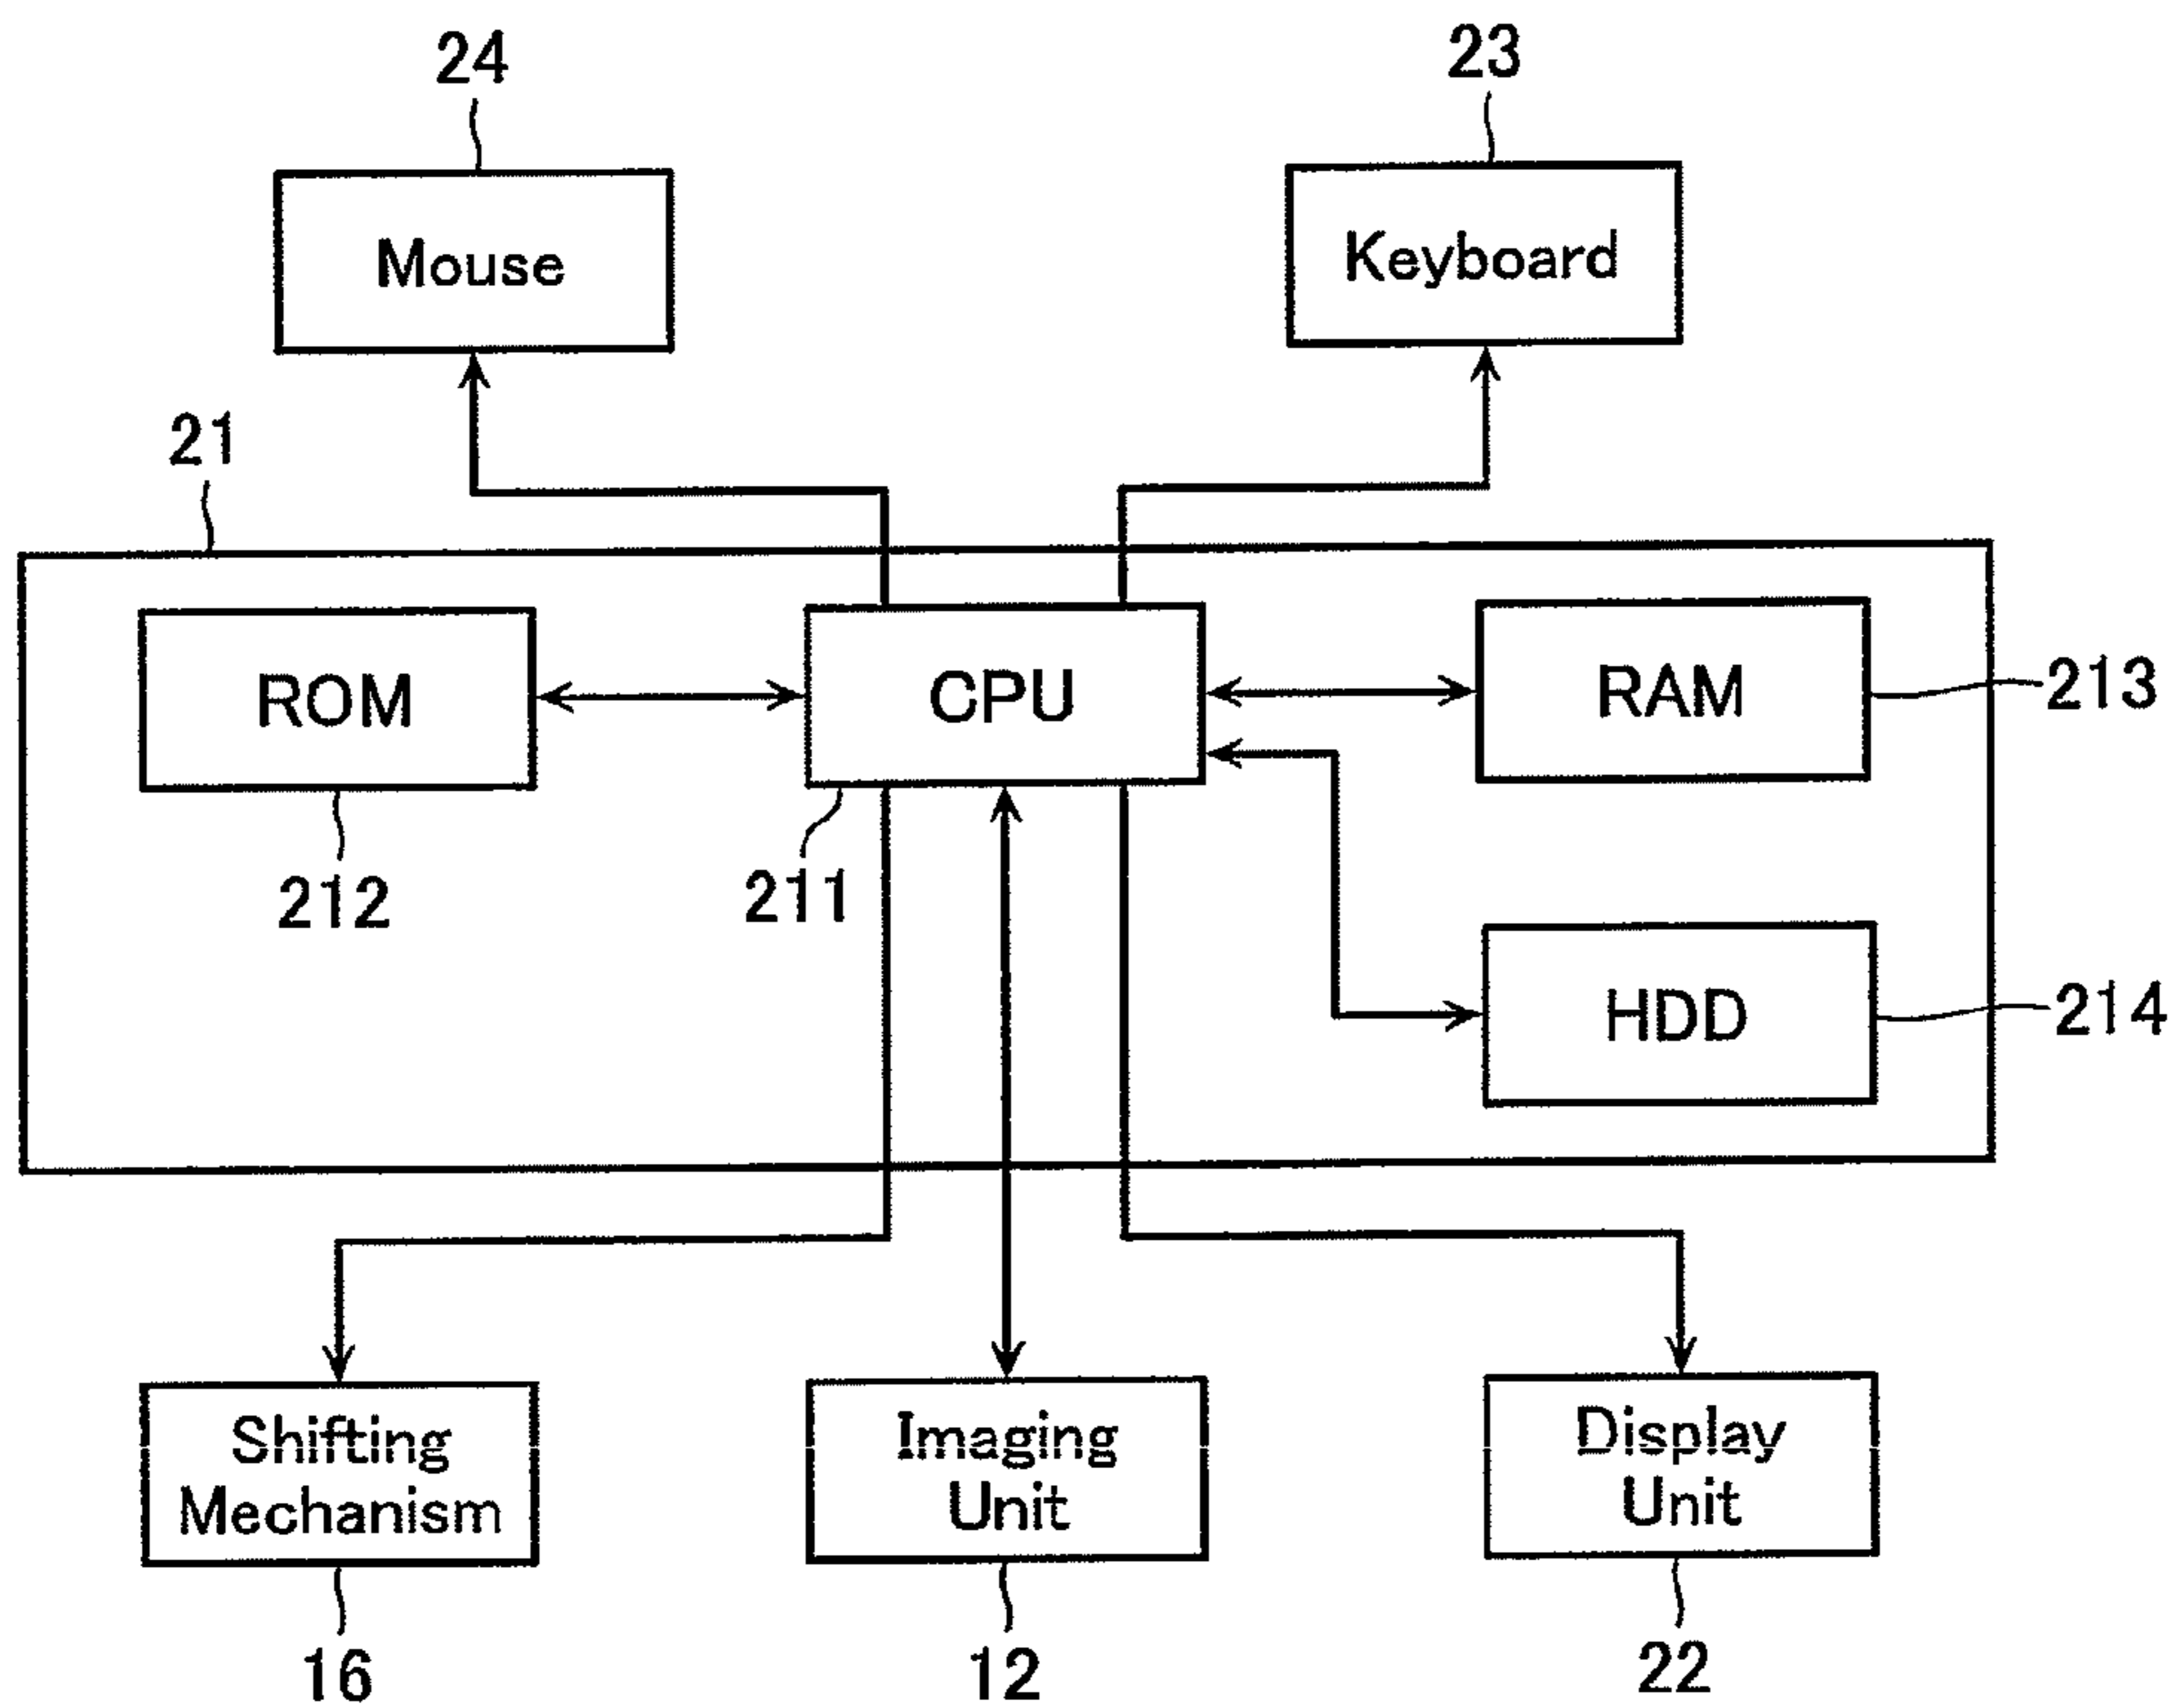 24
23
Mouse
Keyboard
21
ROM
CPU
RAM
213
212
211
HDD
214
Shifting
Mechanism
Imaging
Unit
Display
Unit
16
12
22